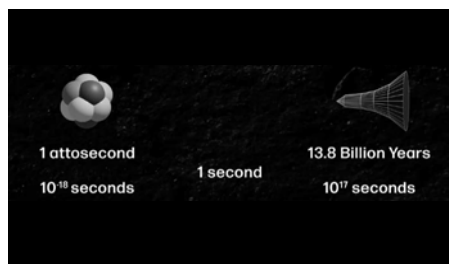 1 attosecond
10⁻¹⁸ seconds
1 second
13.8 Billion Years
10¹⁷ seconds